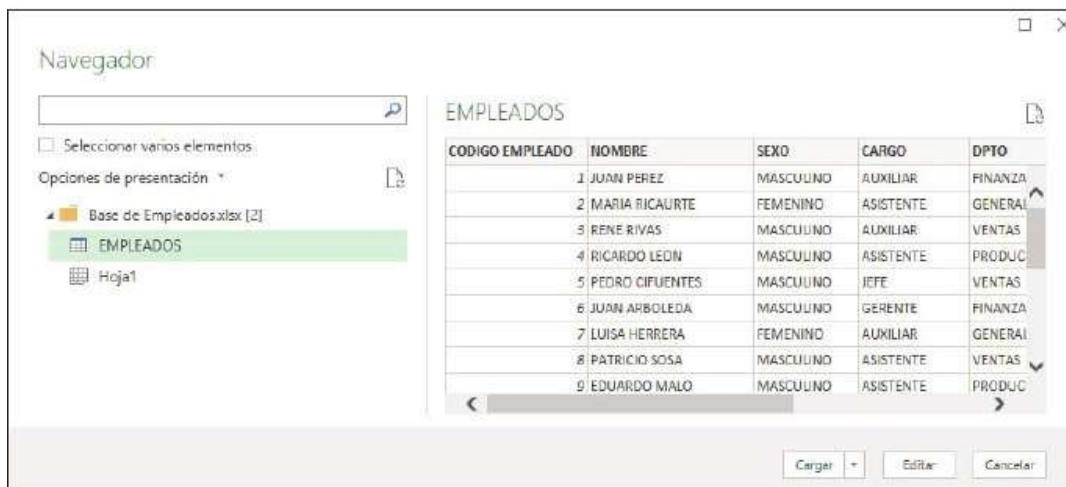 Navegador
Seleccionar varios elementos
Opciones de presentación
Base de Empleados.xlsx [2]
EMPLEADOS
Hoja1
EMPLEADOS
CODIGO EMPLEADO NOMBRE SEXO CARGO DPTO
1 JUAN PEREZ MASCULINO AUXILIAR FINANZA
2 MARIA RICAURTE FEMENINO ASISTENTE GENERAL
3 RENE RIVAS MASCULINO AUXILIAR VENTAS
4 RICARDO LEON MASCULINO ASISTENTE PRODUC
5 PEDRO CIFUENTES MASCULINO JEFE VENTAS
6 JUAN ARBOLEDA MASCULINO GERENTE FINANZA
7 LUISA HERRERA FEMENINO AUXILIAR GENERAL
8 PATRICIO SOSA MASCULINO ASISTENTE VENTAS
9 EDUARDO MALO MASCULINO ASISTENTE PRODUC
Cargar Editar Cancelar